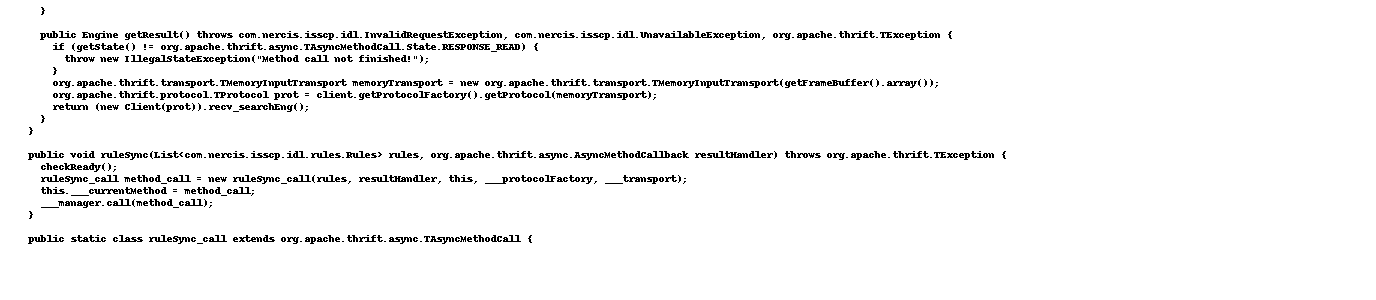 }
public Engine getResult() throws com.nercis.isscp.idl.InvalidRequestException, com.nercis.isscp.idl.UnavailableException, org.apache.thrift.TException {
if (getState() != org.apache.thrift.async.TAsyncMethodCall.State.RESPONSE_READ) {
throw new IllegalStateException("Method call not finished!");
}
org.apache.thrift.transport.TMemoryInputTransport memoryTransport = new org.apache.thrift.transport.TMemoryInputTransport(getFrameBuffer().array());
org.apache.thrift.protocol.TProtocol prot = client.getProtocolFactory().getProtocol(memoryTransport);
return (new Client(prot)).recv_searchEng();
}
}
public void ruleSync(List<com.nercis.isscp.idl.rules.Rules> rules, org.apache.thrift.async.AsyncMethodCallback resultHandler) throws org.apache.thrift.TException {
checkReady();
ruleSync_call method_call = new ruleSync_call(rules, resultHandler, this, ___protocolFactory, ___transport);
this.___currentMethod = method_call;
___manager.call(method_call);
}
public static class ruleSync_call extends org.apache.thrift.async.TAsyncMethodCall {